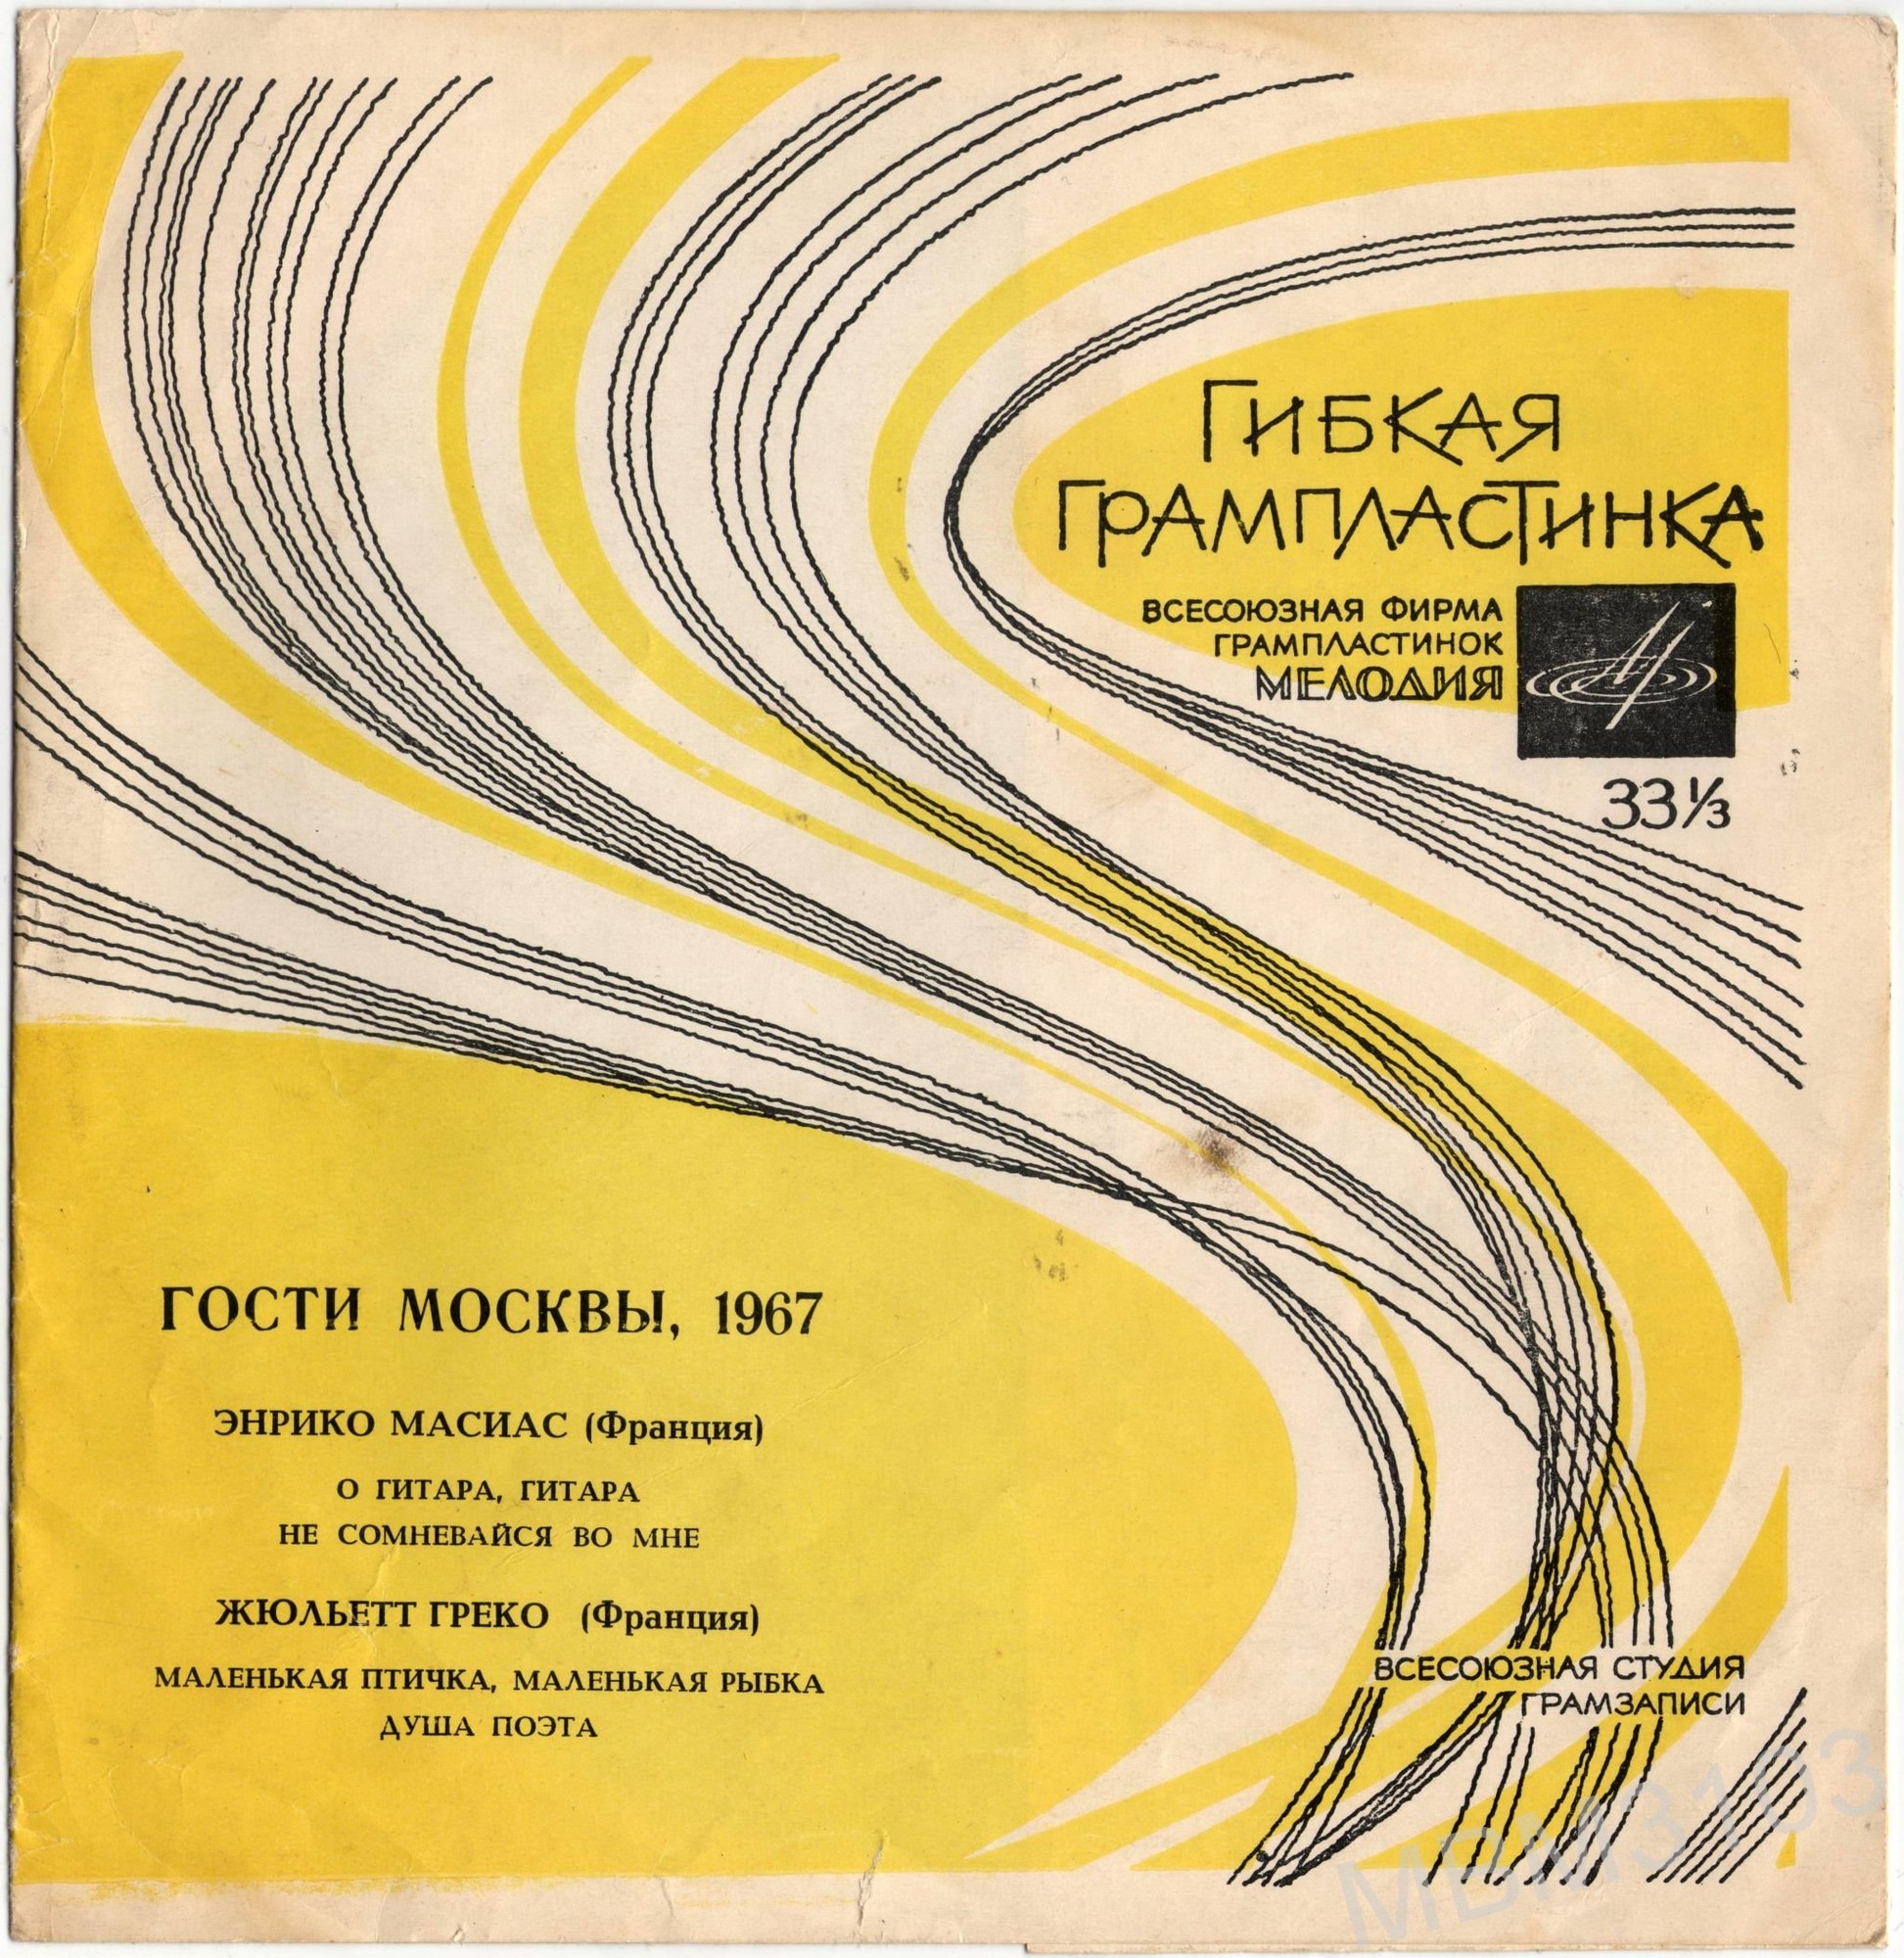 ГИБКАЯ
ГРАМПЛАСТИНКА
ВСЕСОЮЗНАЯ ФИРМА
ГРАМПЛАСТИНОК
МЕЛОДИЯ
33⅓
ГОСТИ МОСКВЫ, 1967
ЭНРИКО МАСИАС (Франция)
О ГИТАРА, ГИТАРА
НЕ СОМНЕВАЙСЯ ВО МНЕ
ЖЮЛЬЕТТ ГРЕКО (Франция)
МАЛЕНЬКАЯ ПТИЧКА, МАЛЕНЬКАЯ РЫБКА
ДУША ПОЭТА
ВСЕСОЮЗНАЯ СТУДИЯ
ГРАМЗАПИСИ